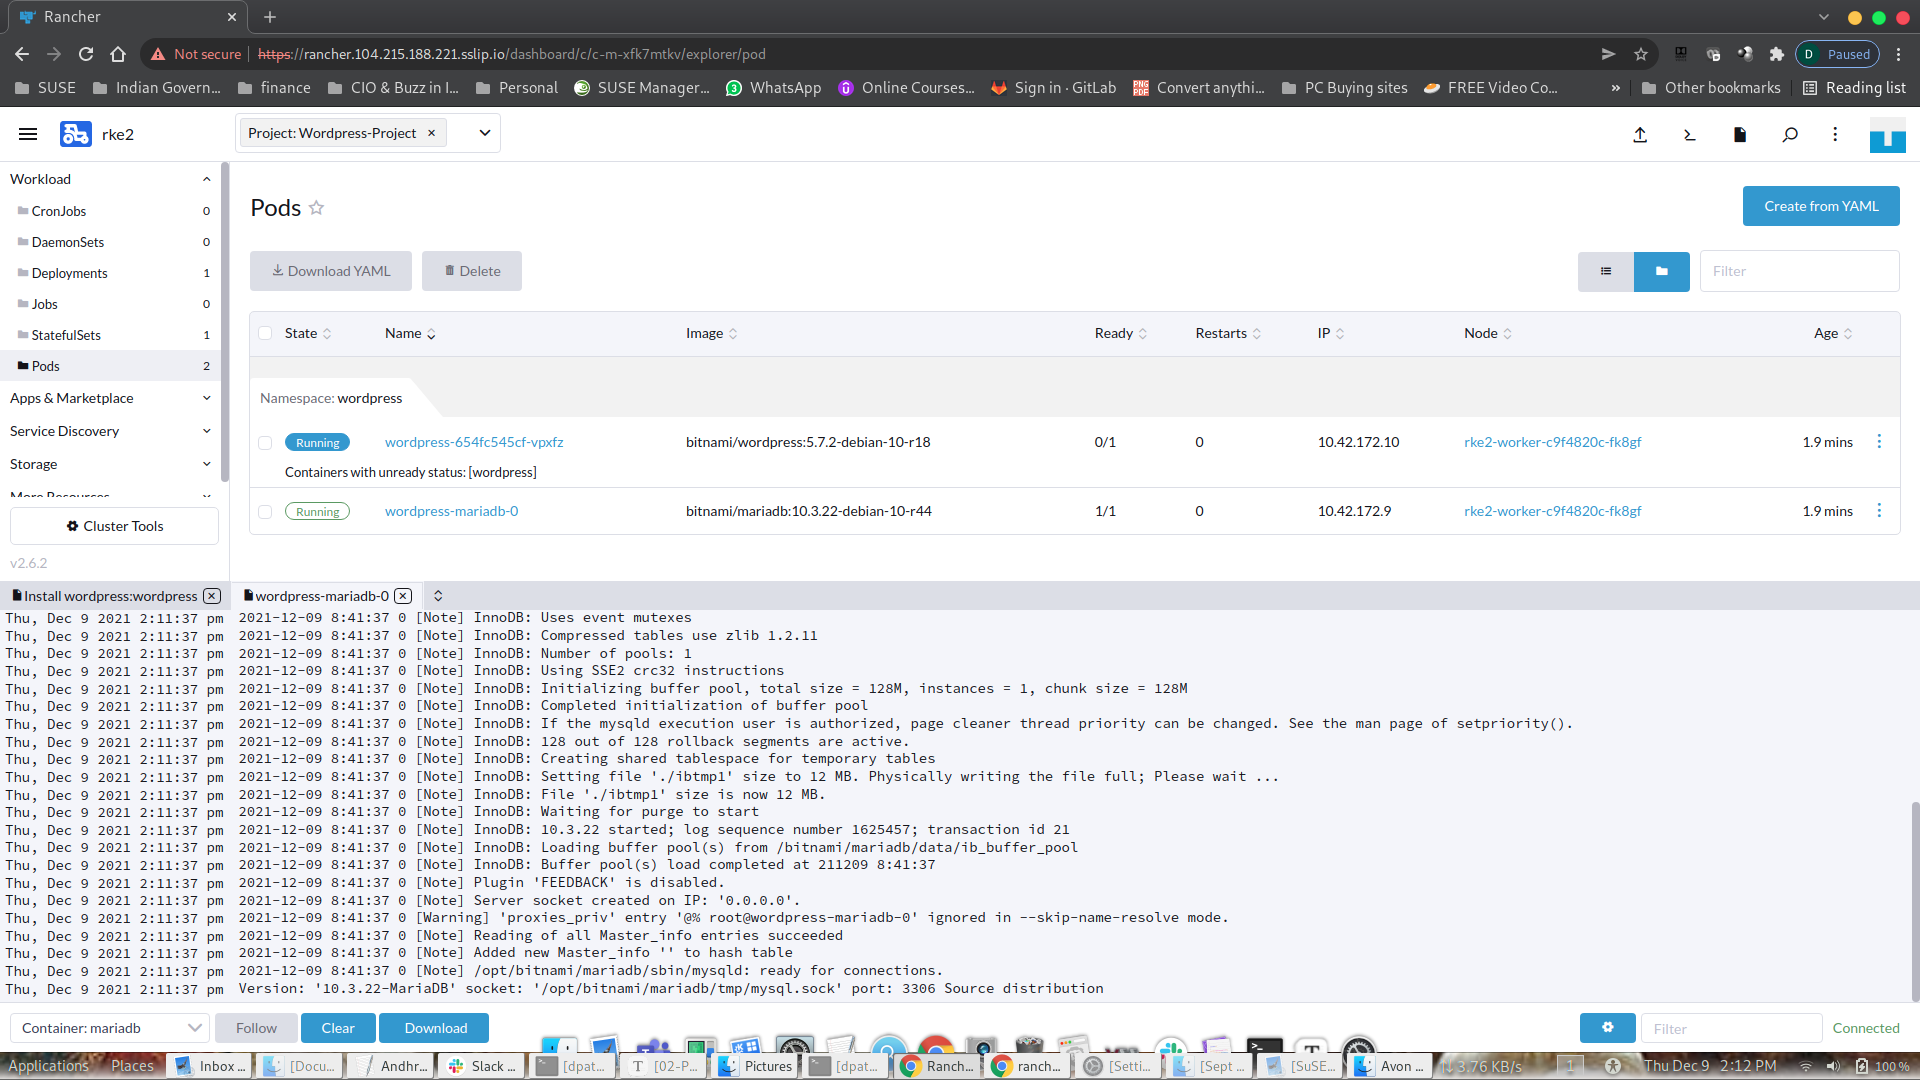 Rancher
Not secure https://rancher.104.215.188.221.sslip.io/dashboard/c/c-m-xfk7mtkv/explorer/pod
D Paused
SUSE Indian Govern... finance CIO & Buzz in I... Personal SUSE Manager... WhatsApp Online Courses... Sign in · GitLab Convert anythi... PC Buying sites FREE Video Co... » Other bookmarks Reading list
rke2 Project: Wordpress-Project ×
Workload
CronJobs 0
DaemonSets 0
Deployments 1
Jobs 0
StatefulSets 1
Pods 2
Apps & Marketplace
Service Discovery
Storage
More Resources
Cluster Tools
v2.6.2
Pods
Create from YAML
Download YAML Delete Filter
State Name Image Ready Restarts IP Node Age
Namespace: wordpress
Running wordpress-654fc545cf-vpxfz bitnami/wordpress:5.7.2-debian-10-r18 0/1 0 10.42.172.10 rke2-worker-c9f4820c-fk8gf 1.9 mins
Containers with unready status: [wordpress]
Running wordpress-mariadb-0 bitnami/mariadb:10.3.22-debian-10-r44 1/1 0 10.42.172.9 rke2-worker-c9f4820c-fk8gf 1.9 mins
Install wordpress:wordpress wordpress-mariadb-0
Thu, Dec 9 2021 2:11:37 pm 2021-12-09 8:41:37 0 [Note] InnoDB: Uses event mutexes
Thu, Dec 9 2021 2:11:37 pm 2021-12-09 8:41:37 0 [Note] InnoDB: Compressed tables use zlib 1.2.11
Thu, Dec 9 2021 2:11:37 pm 2021-12-09 8:41:37 0 [Note] InnoDB: Number of pools: 1
Thu, Dec 9 2021 2:11:37 pm 2021-12-09 8:41:37 0 [Note] InnoDB: Using SSE2 crc32 instructions
Thu, Dec 9 2021 2:11:37 pm 2021-12-09 8:41:37 0 [Note] InnoDB: Initializing buffer pool, total size = 128M, instances = 1, chunk size = 128M
Thu, Dec 9 2021 2:11:37 pm 2021-12-09 8:41:37 0 [Note] InnoDB: Completed initialization of buffer pool
Thu, Dec 9 2021 2:11:37 pm 2021-12-09 8:41:37 0 [Note] InnoDB: If the mysqld execution user is authorized, page cleaner thread priority can be changed. See the man page of setpriority().
Thu, Dec 9 2021 2:11:37 pm 2021-12-09 8:41:37 0 [Note] InnoDB: 128 out of 128 rollback segments are active.
Thu, Dec 9 2021 2:11:37 pm 2021-12-09 8:41:37 0 [Note] InnoDB: Creating shared tablespace for temporary tables
Thu, Dec 9 2021 2:11:37 pm 2021-12-09 8:41:37 0 [Note] InnoDB: Setting file './ibtmp1' size to 12 MB. Physically writing the file full; Please wait ...
Thu, Dec 9 2021 2:11:37 pm 2021-12-09 8:41:37 0 [Note] InnoDB: File './ibtmp1' size is now 12 MB.
Thu, Dec 9 2021 2:11:37 pm 2021-12-09 8:41:37 0 [Note] InnoDB: Waiting for purge to start
Thu, Dec 9 2021 2:11:37 pm 2021-12-09 8:41:37 0 [Note] InnoDB: 10.3.22 started; log sequence number 1625457; transaction id 21
Thu, Dec 9 2021 2:11:37 pm 2021-12-09 8:41:37 0 [Note] InnoDB: Loading buffer pool(s) from /bitnami/mariadb/data/ib_buffer_pool
Thu, Dec 9 2021 2:11:37 pm 2021-12-09 8:41:37 0 [Note] InnoDB: Buffer pool(s) load completed at 211209 8:41:37
Thu, Dec 9 2021 2:11:37 pm 2021-12-09 8:41:37 0 [Note] Plugin 'FEEDBACK' is disabled.
Thu, Dec 9 2021 2:11:37 pm 2021-12-09 8:41:37 0 [Note] Server socket created on IP: '0.0.0.0'.
Thu, Dec 9 2021 2:11:37 pm 2021-12-09 8:41:37 0 [Warning] 'proxies_priv' entry '@% root@wordpress-mariadb-0' ignored in --skip-name-resolve mode.
Thu, Dec 9 2021 2:11:37 pm 2021-12-09 8:41:37 0 [Note] Reading of all Master_info entries succeeded
Thu, Dec 9 2021 2:11:37 pm 2021-12-09 8:41:37 0 [Note] Added new Master_info '' to hash table
Thu, Dec 9 2021 2:11:37 pm 2021-12-09 8:41:37 0 [Note] /opt/bitnami/mariadb/sbin/mysqld: ready for connections.
Thu, Dec 9 2021 2:11:37 pm Version: '10.3.22-MariaDB' socket: '/opt/bitnami/mariadb/tmp/mysql.sock' port: 3306 Source distribution
Container: mariadb Follow Clear Download Filter Connected
Applications Places Inbox ... [Docu... Andhr... Slack ... [dpat... [02-P... Pictures [dpat... Ranch... ranch... [Setti... [Sept ... [SuSE... Avon ... 3.76 KB/s 1 Thu Dec 9 2:12 PM 100 %